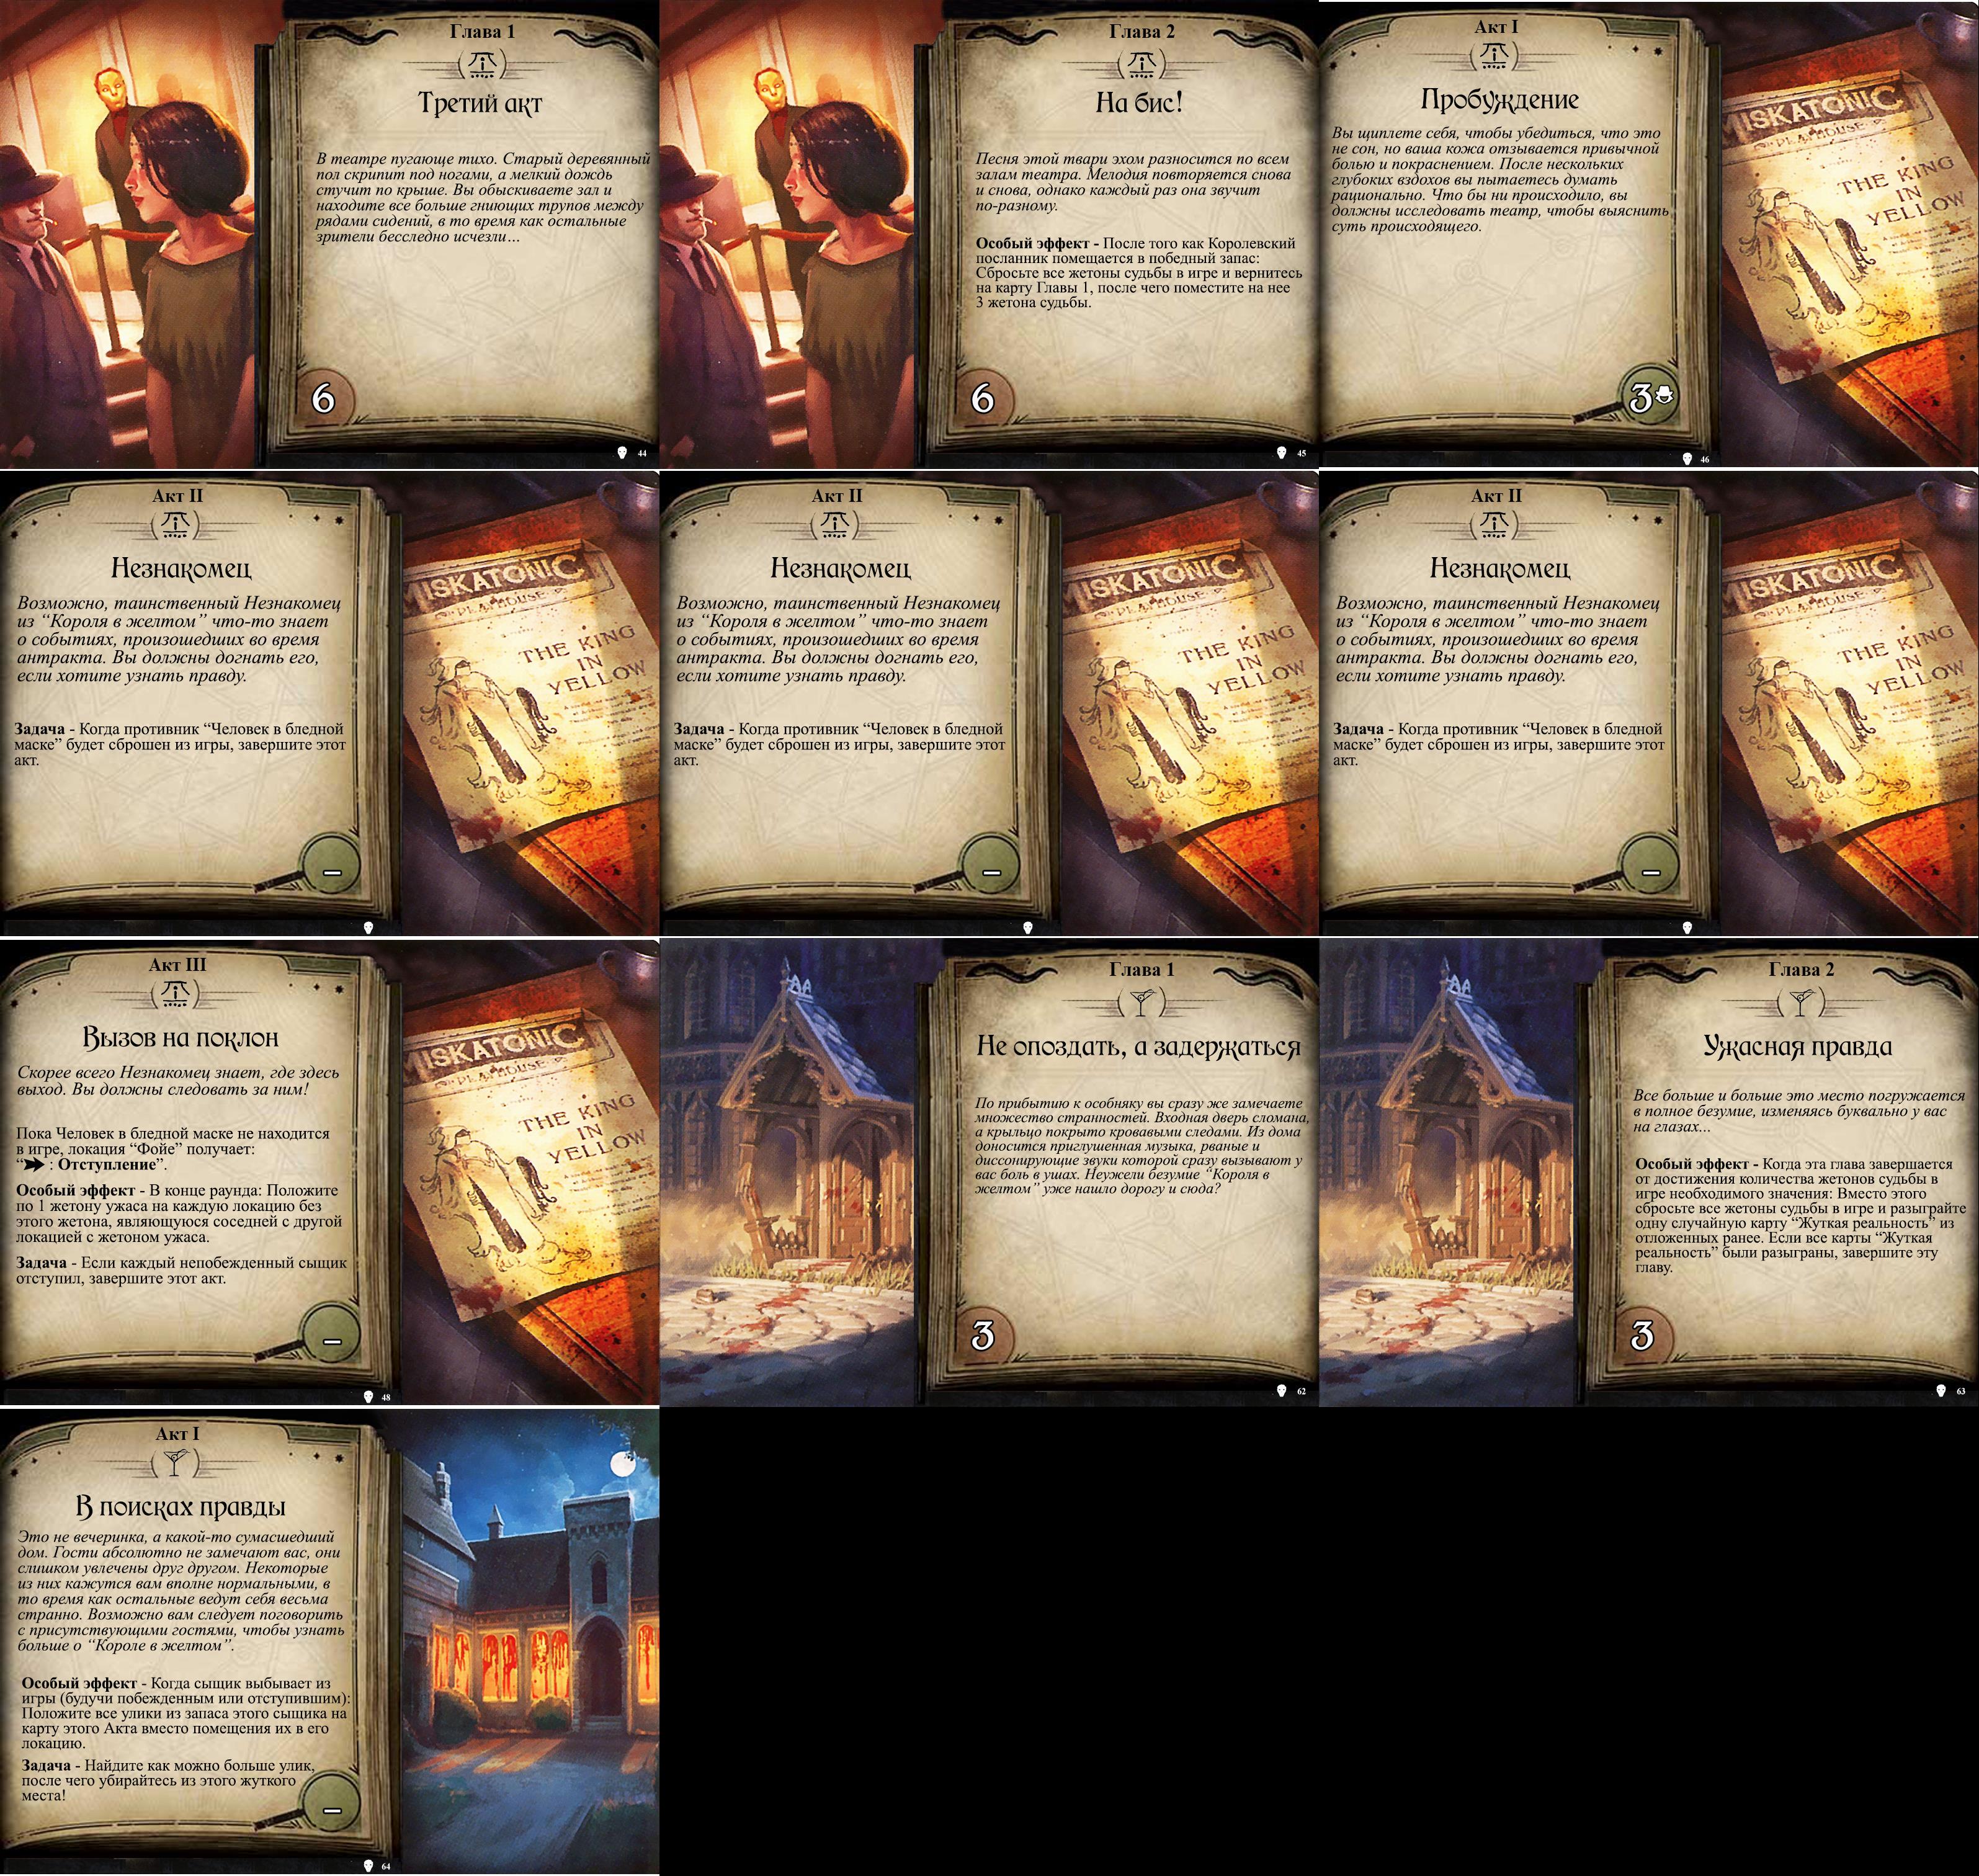 Глава 1
Третий акт
В театре пугающе тихо. Старый деревянный
пол скрипит под ногами, а мелкий дождь
стучит по крыше. Вы обыскиваете зал и
находите все больше гниющих трупов между
рядами сидений, в то время как остальные
зрители бесследно исчезли...
6
44
Глава 2
На бис!
Песня этой твари эхом разносится по всем
залам театра. Мелодия повторяется снова
и снова, однако каждый раз она звучит
по-разному.
Особый эффект - После того как Королевский
посланник помещается в победный запас:
Сбросьте все жетоны судьбы в игре и вернитесь
на карту Главы 1, после чего поместите на нее
3 жетона судьбы.
6
45
Акт I
Пробуждение
Вы щиплете себя, чтобы убедиться, что это
не сон, но ваша кожа отзывается привычной
болью и покраснением. После нескольких
глубоких вздохов вы пытаетесь думать
рационально. Что бы ни происходило, вы
должны исследовать театр, чтобы выяснить
суть происходящего.
3
46
MISKATONIC
PLAYHOUSE
THE KING
IN
YELLOW
Акт II
Незнакомец
Возможно, таинственный Незнакомец
из “Короля в желтом” что-то знает
о событиях, произошедших во время
антракта. Вы должны догнать его,
если хотите узнать правду.
Задача - Когда противник “Человек в бледной
маске” будет сброшен из игры, завершите этот
акт.
–
MISKATONIC
PLAYHOUSE
THE KING
IN
YELLOW
Акт II
Незнакомец
Возможно, таинственный Незнакомец
из “Короля в желтом” что-то знает
о событиях, произошедших во время
антракта. Вы должны догнать его,
если хотите узнать правду.
Задача - Когда противник “Человек в бледной
маске” будет сброшен из игры, завершите этот
акт.
–
MISKATONIC
PLAYHOUSE
THE KING
IN
YELLOW
Акт II
Незнакомец
Возможно, таинственный Незнакомец
из “Короля в желтом” что-то знает
о событиях, произошедших во время
антракта. Вы должны догнать его,
если хотите узнать правду.
Задача - Когда противник “Человек в бледной
маске” будет сброшен из игры, завершите этот
акт.
–
MISKATONIC
PLAYHOUSE
THE KING
IN
YELLOW
Акт III
Вызов на поклон
Скорее всего Незнакомец знает, где здесь
выход. Вы должны следовать за ним!
Пока Человек в бледной маске не находится
в игре, локация “Фойе” получает:
“ : Отступление”.
Особый эффект - В конце раунда: Положите
по 1 жетону ужаса на каждую локацию без
этого жетона, являющуюся соседней с другой
локацией с жетоном ужаса.
Задача - Если каждый непобежденный сыщик
отступил, завершите этот акт.
–
48
MISKATONIC
PLAYHOUSE
THE KING
IN
YELLOW
Глава 1
Не опоздать, а задержаться
По прибытию к особняку вы сразу же замечаете
множество странностей. Входная дверь сломана,
а крыльцо покрыто кровавыми следами. Из дома
доносится приглушенная музыка, рваные и
диссонирующие звуки которой сразу вызывают у
вас боль в ушах. Неужели безумие “Короля в
желтом” уже нашло дорогу и сюда?
3
62
Глава 2
Ужасная правда
Все больше и больше это место погружается
в полное безумие, изменяясь буквально у вас
на глазах...
Особый эффект - Когда эта глава завершается
от достижения количества жетонов судьбы в
игре необходимого значения: Вместо этого
сбросьте все жетоны судьбы в игре и разыграйте
одну случайную карту “Жуткая реальность” из
отложенных ранее. Если все карты “Жуткая
реальность” были разыграны, завершите эту
главу.
3
63
Акт I
В поисках правды
Это не вечеринка, а какой-то сумасшедший
дом. Гости абсолютно не замечают вас, они
слишком увлечены друг другом. Некоторые
из них кажутся вам вполне нормальными, в
то время как остальные ведут себя весьма
странно. Возможно вам следует поговорить
с присутствующими гостями, чтобы узнать
больше о “Короле в желтом”.
Особый эффект - Когда сыщик выбывает из
игры (будучи побежденным или отступившим):
Положите все улики из запаса этого сыщика на
карту этого Акта вместо помещения их в его
локацию.
Задача - Найдите как можно больше улик,
после чего убирайтесь из этого жуткого
места!
–
64